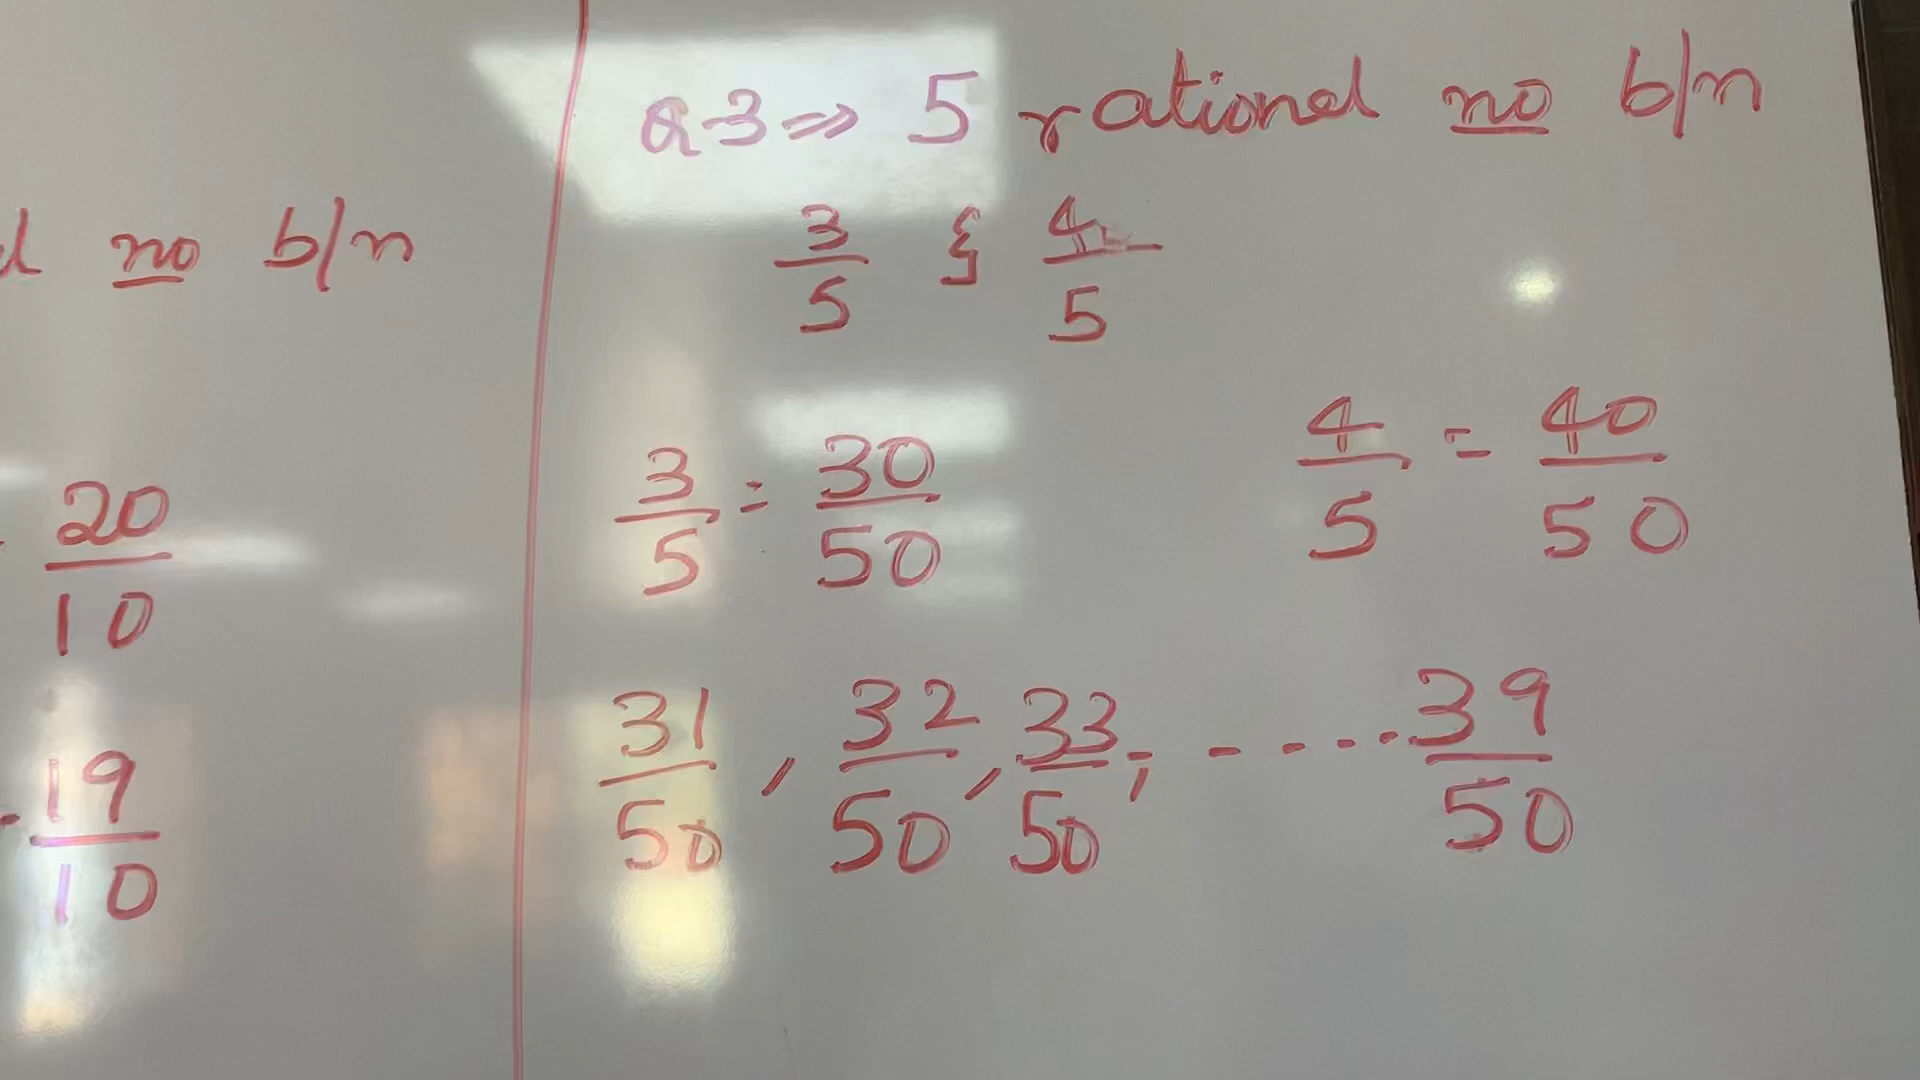 no b/n
20/10
19/10
Q-3 => 5 rational no b/n
3/5 & 4/5
3/5 = 30/50 4/5 = 40/50
31/50, 32/50, 33/50, - - - - - 39/50